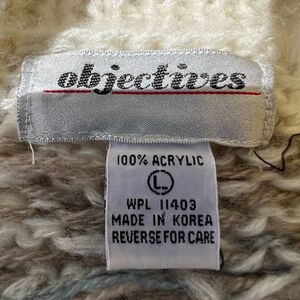 objectives
100% ACRYLIC
L
WPL 11403
MADE IN KOREA
REVERSE FOR CARE